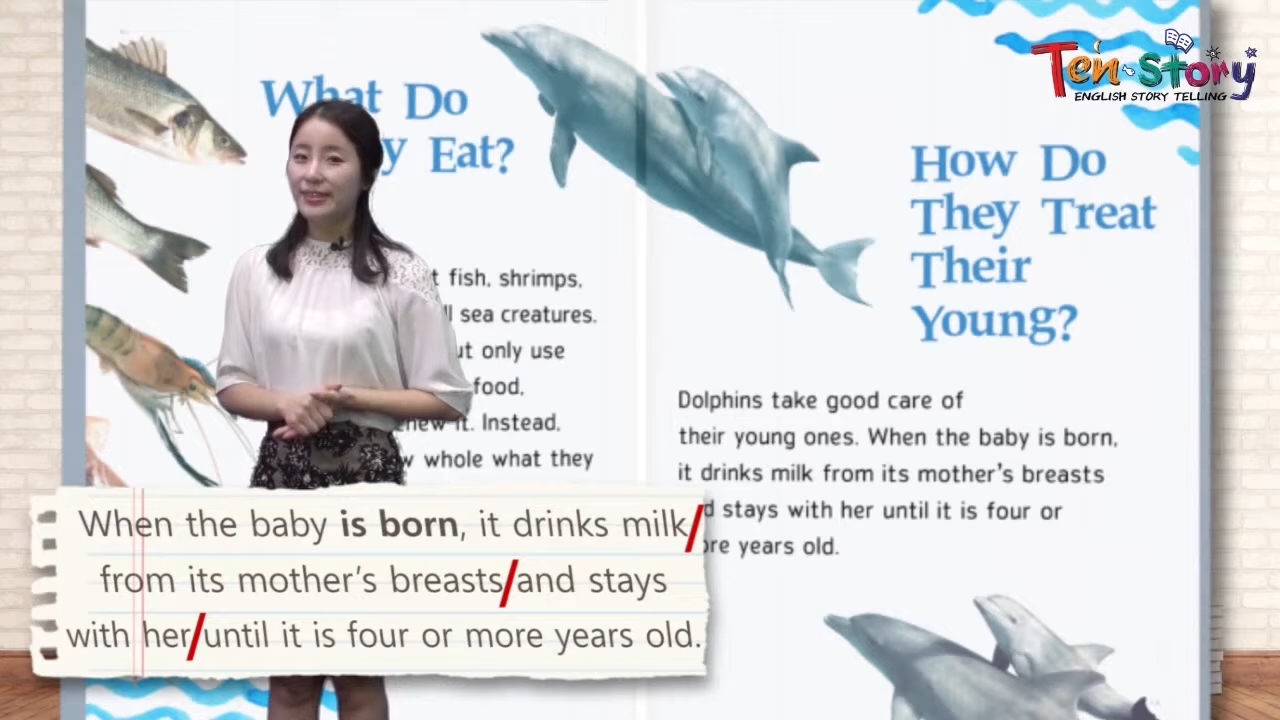 Ten Story
ENGLISH STORY TELLING
What Do
y Eat?
t fish, shrimps,
sea creatures.
ut only use
food,
it. Instead,
whole what they
How Do
They Treat
Their
Young?
Dolphins take good care of
their young ones. When the baby is born,
it drinks milk from its mother's breasts
d stays with her until it is four or
ore years old.
When the baby is born, it drinks milk/
from its mother's breasts/and stays
with her/until it is four or more years old.